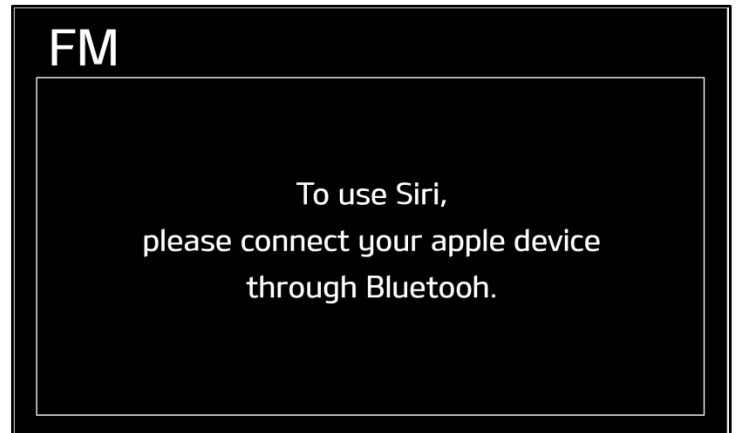 FM
To use Siri,
please connect your apple device
through Bluetooh.